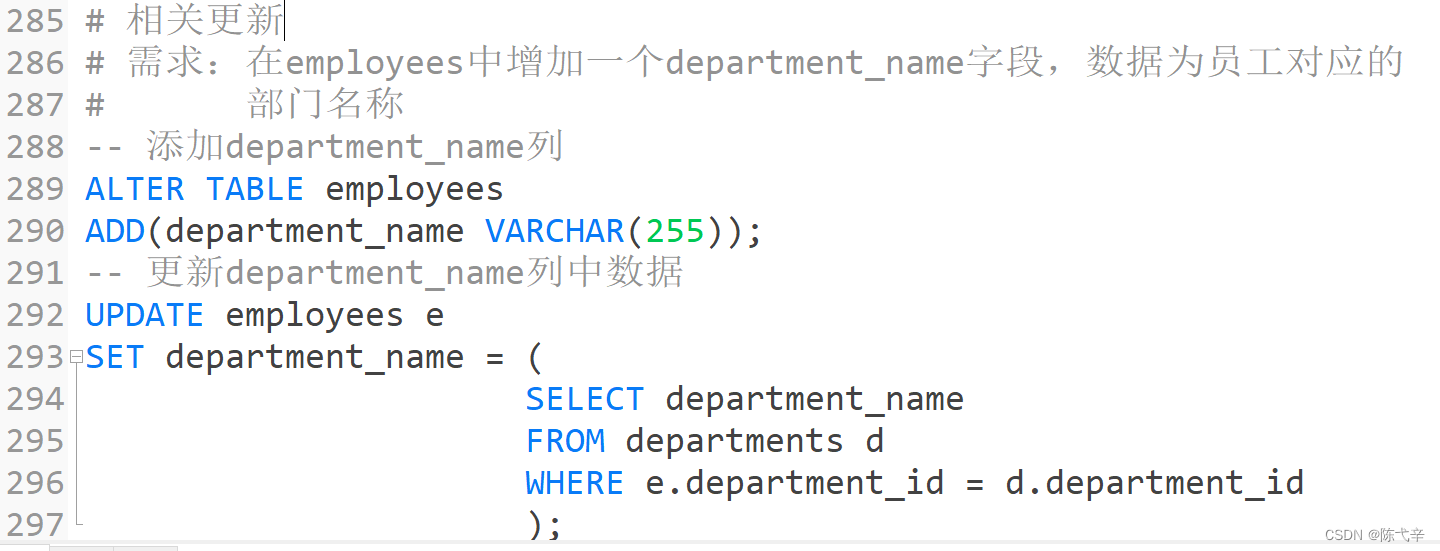 285 # 相关更新
286 # 需求：在employees中增加一个department_name字段，数据为员工对应的
287 #       部门名称
288 -- 添加department_name列
289 ALTER TABLE employees
290 ADD(department_name VARCHAR(255));
291 -- 更新department_name列中数据
292 UPDATE employees e
293 SET department_name = (
294                       SELECT department_name
295                       FROM departments d
296                       WHERE e.department_id = d.department_id
297                       );
CSDN @陈弋辛